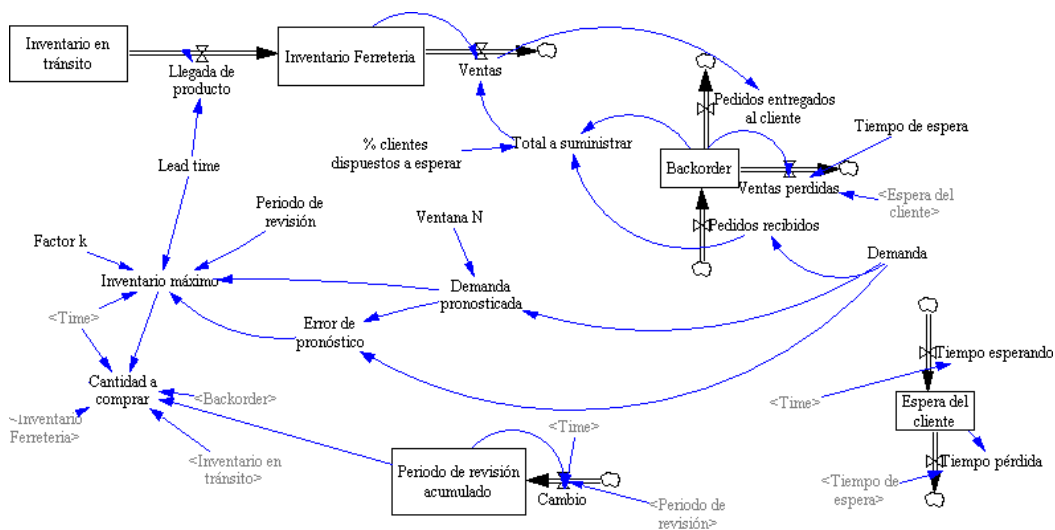 Inventario en
tránsito
Llegada de
producto
Inventario Ferreteria
Ventas
Pedidos entregados
al cliente
Tiempo de espera
% clientes
dispuestos a esperar
Total a suministrar
Backorder
Ventas perdidas
<Espera del
cliente>
Lead time
Periodo de
revisión
Ventana N
Pedidos recibidos
Demanda
Factor k
Inventario máximo
Demanda
pronosticada
<Time>
Error de
pronóstico
Tiempo esperando
Cantidad a
comprar
<Backorder>
<Time>
Espera del
cliente
<Inventario
Ferreteria>
<Time>
<Inventario en
tránsito>
Periodo de revisión
acumulado
Cambio
Tiempo pérdida
<Tiempo de
espera>
<Periodo de
revisión>